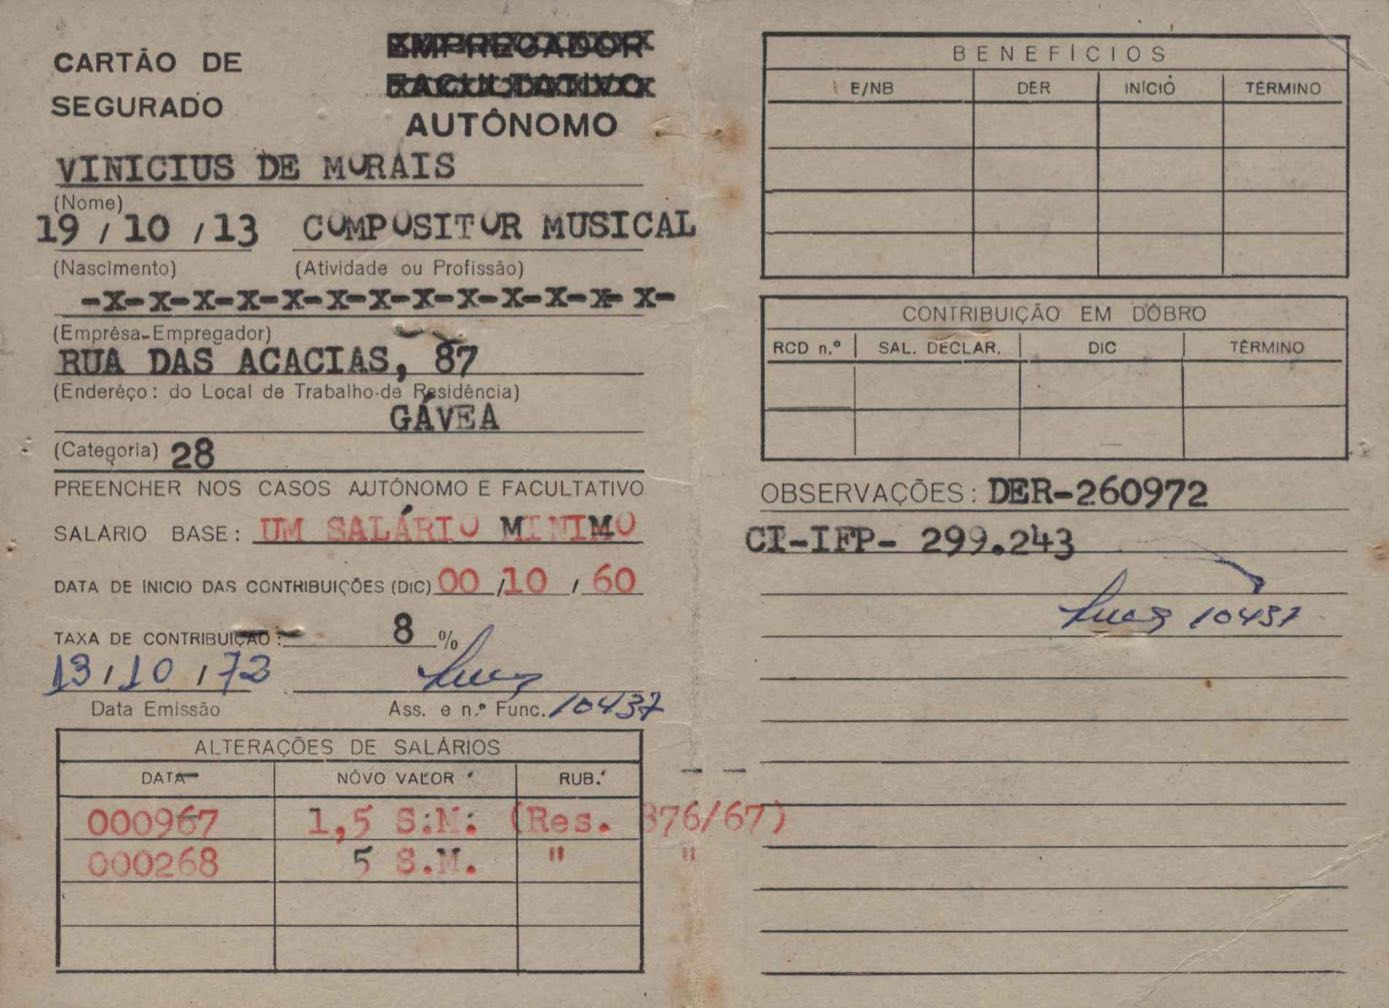 CARTÃO DE
SEGURADO
EMPREGADOR
FACULTATIVO
AUTÔNOMO
VINICIUS DE MORAIS
(Nome)
19 / 10 / 13 COMPOSITOR MUSICAL
(Nascimento) (Atividade ou Profissão)
-x-x-x-x-x-x-x-x-x-x-x-x- x-
(Emprêsa-Empregador)
RUA DAS ACACIAS, 87
(Enderêço: do Local de Trabalho-de Residência)
GÁVEA
(Categoria) 28
PREENCHER NOS CASOS AUTÔNOMO E FACULTATIVO
SALÁRIO BASE: UM SALÁRIO MINIMO
DATA DE INICIO DAS CONTRIBUIÇÕES (DIC) 00 /10 / 60
TAXA DE CONTRIBUIÇÃO: 8 %
13 / 10 / 72
Data Emissão Ass. e n.º Func. 10437
ALTERAÇÕES DE SALÁRIOS
DATA NÔVO VALOR RUB.
000967 1,5 S.M. (Res. 376/67)
000268 5 S.M. " "
BENEFÍCIOS
E/NB DER INÍCIO TÉRMINO
CONTRIBUIÇÃO EM DÔBRO
RCD n.º SAL. DECLAR. DIC TÉRMINO
OBSERVAÇÕES: DER-260972
CI-IFP- 299.243
10437